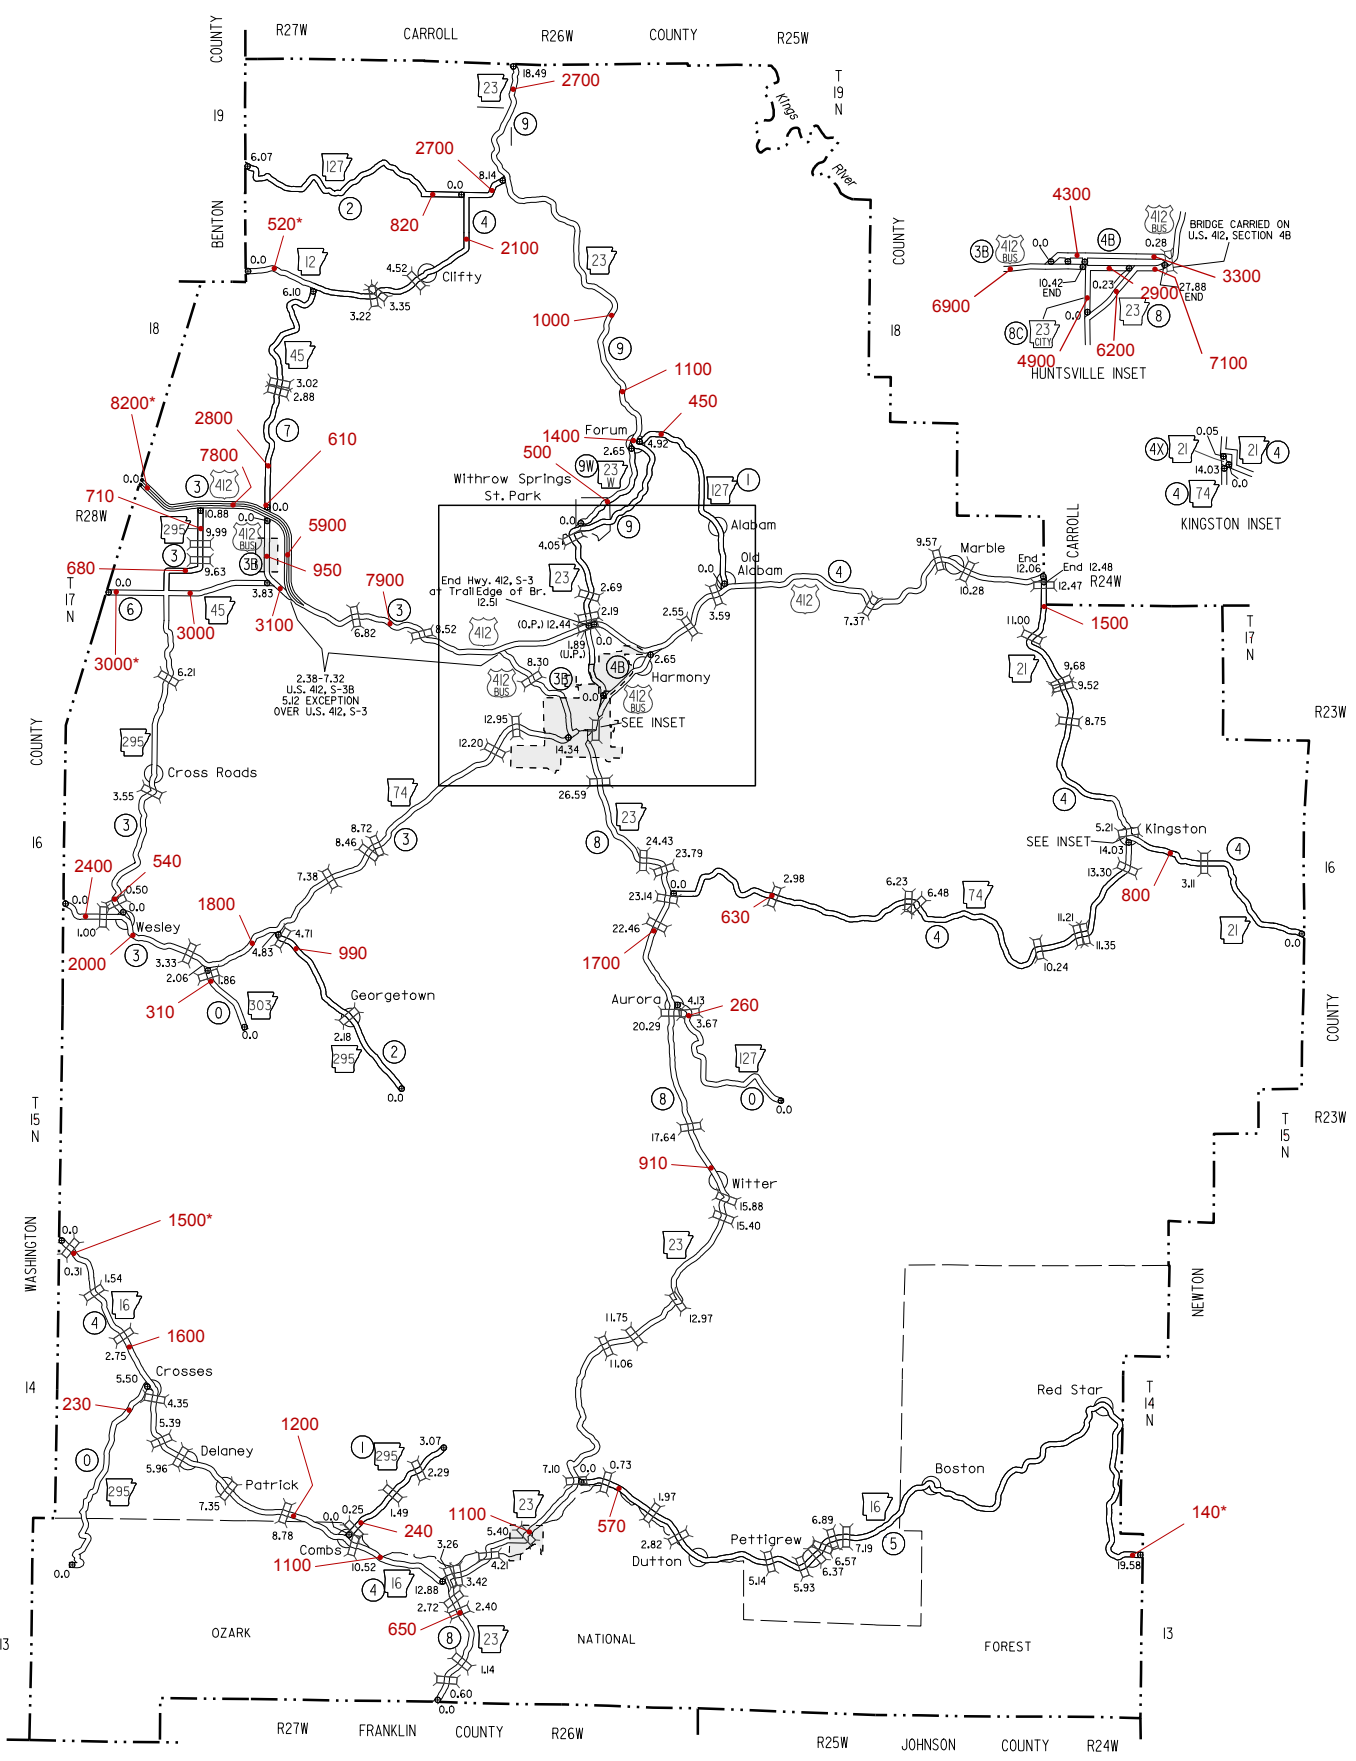 R27W
CARROLL
R26W
COUNTY
R25W
COUNTY
18.49
23
2700
T
19
N
Kings
River
9
19
6.07
127
2700
8.14
0.0
2
820
4
BENTON
520*
2100
4300
412
BUS
BRIDGE CARRIED ON
U.S. 412, SECTION 4B
COUNTY
3B
412
BUS
0.0
4B
0.28
3300
0.0
12
4.52
Clifty
23
6900
10.42
END
0.23
2900
27.88
END
6.10
3.22
3.35
18
1000
18
0.0
23
8
8C
23
CITY
4900
6200
7100
HUNTSVILLE INSET
45
9
3.02
2.88
1100
8200*
2800
610
450
7
Forum
1400
4.92
2.65
500
0.05
4X
21
21
4
14.03
0.0
4
74
KINGSTON INSET
7800
3
412
9W
23
W
Withrow Springs
St. Park
1
127
0.0
710
R28W
10.88
0.0
0.0
295
9.99
412
BUS
5900
0.0
9
Alabam
CARROLL
3
3B
4.05
9.57
Marble
End
12.06
End 12.48
680
9.63
950
23
Old
Alabam
10.28
12.47
R24W
0.0
3.83
7900
End Hwy. 412, S-3
at Trail Edge of Br.
12.51
2.69
4
412
T
17
N
6
45
3000
3100
3
2.19
2.55
3.59
7.37
1500
11.00
T
17
N
3000*
6.82
8.52
412
(O.P.) 12.44
1.89
(U.P.)
0.0
21
6.21
8.30
4B
2.65
Harmony
9.68
9.52
2.38-7.32
U.S. 412, S-3B
5.12 EXCEPTION
OVER U.S. 412, S-3
412
BUS
3B
0.0
412
BUS
R23W
COUNTY
295
12.95
SEE INSET
8.75
12.20
14.34
Cross Roads
3.55
26.59
74
4
3
23
16
8.72
8.46
3
8
24.43
23.79
5.21
Kingston
SEE INSET
14.03
4
2400
540
7.38
23.14
0.0
2.98
6.23
6.48
74
13.30
800
3.11
16
0.50
0.0
0.0
Wesley
1800
630
1.00
4.71
22.46
4
11.21
11.35
21
0.0
2000
3
3.33
4.83
990
1700
10.24
2.06
1.86
310
303
0
Georgetown
Aurora
4.13
260
0.0
2.18
20.29
3.67
COUNTY
295
2
127
0.0
8
0
0.0
T
15
N
17.64
R23W
T
15
N
910
Witter
15.88
1500*
0.0
15.40
WASHINGTON
0.31
1.54
23
NEWTON
16
4
12.97
1600
11.75
2.75
11.06
Crosses
5.50
14
4.35
Red Star
T
14
N
230
5.39
1200
Delaney
1
295
3.07
0
5.96
2.29
Boston
295
Patrick
7.10
0.0
0.73
7.35
1.49
16
1.97
0.25
23
0.0
240
1100
570
6.89
5
8.78
5.40
Pettigrew
7.19
140*
Combs
2.82
6.57
3.26
4.21
Dutton
6.37
1100
10.52
5.14
5.93
19.58
0.0
4
16
12.88
3.42
2.72
2.40
650
OZARK
8
23
NATIONAL
FOREST
13
13
1.14
0.60
0.0
R27W
FRANKLIN
COUNTY
R26W
R25W
JOHNSON
COUNTY
R24W